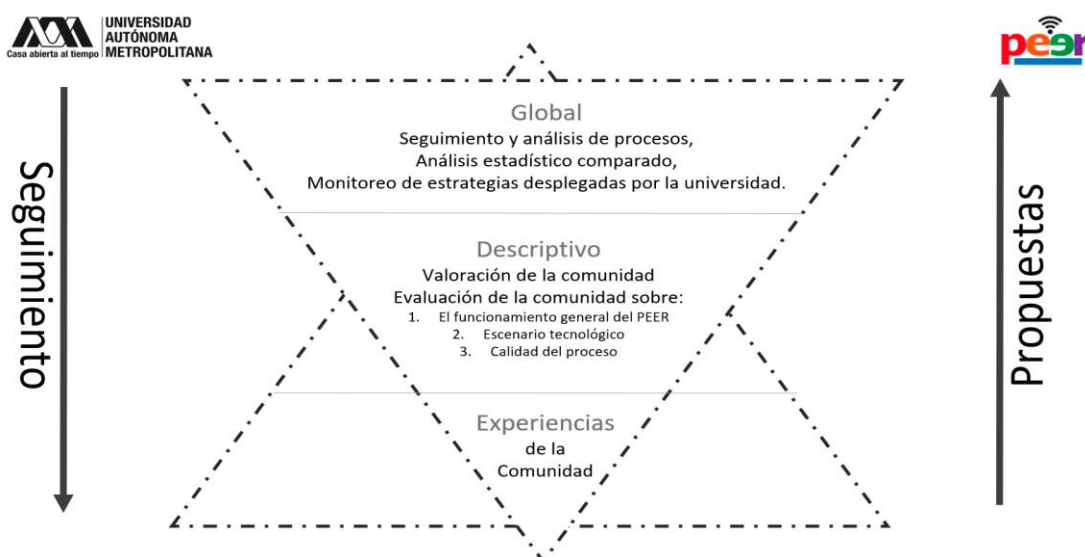 UNIVERSIDAD
AUTÓNOMA
METROPOLITANA
Casa abierta al tiempo
peer
Seguimiento
Global
Seguimiento y análisis de procesos,
Análisis estadístico comparado,
Monitoreo de estrategias desplegadas por la universidad.
Descriptivo
Valoración de la comunidad
Evaluación de la comunidad sobre:
1. El funcionamiento general del PEER
2. Escenario tecnológico
3. Calidad del proceso
Experiencias
de la
Comunidad
Propuestas